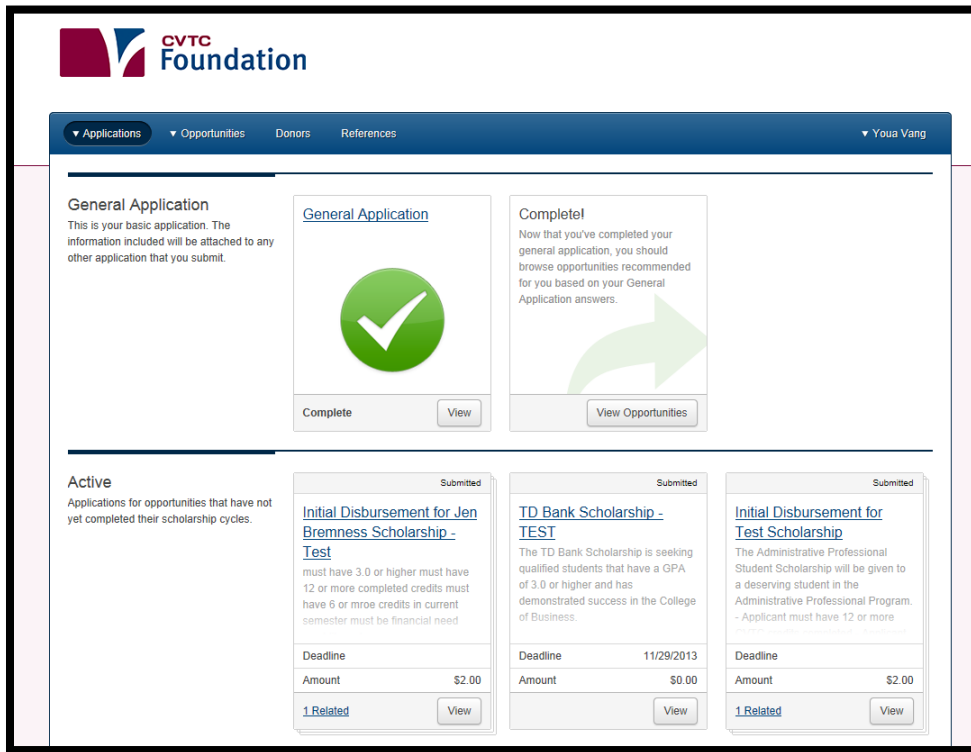 CVTC
Foundation
▼ Applications ▼ Opportunities Donors References ▼ Youa Vang
General Application
This is your basic application. The
information included will be attached to any
other application that you submit.
General Application
Complete View
Complete!
Now that you've completed your
general application, you should
browse opportunities recommended
for you based on your General
Application answers.
View Opportunities
Active
Applications for opportunities that have not
yet completed their scholarship cycles.
Submitted
Initial Disbursement for Jen
Bremness Scholarship -
Test
must have 3.0 or higher must have
12 or more completed credits must
have 6 or mroe credits in current
semester must be financial need
Deadline
Amount $2.00
1 Related View
Submitted
TD Bank Scholarship -
TEST
The TD Bank Scholarship is seeking
qualified students that have a GPA
of 3.0 or higher and has
demonstrated success in the College
of Business.
Deadline 11/29/2013
Amount $0.00
View
Submitted
Initial Disbursement for
Test Scholarship
The Administrative Professional
Student Scholarship will be given to
a deserving student in the
Administrative Professional Program.
- Applicant must have 12 or more
Deadline
Amount $2.00
1 Related View